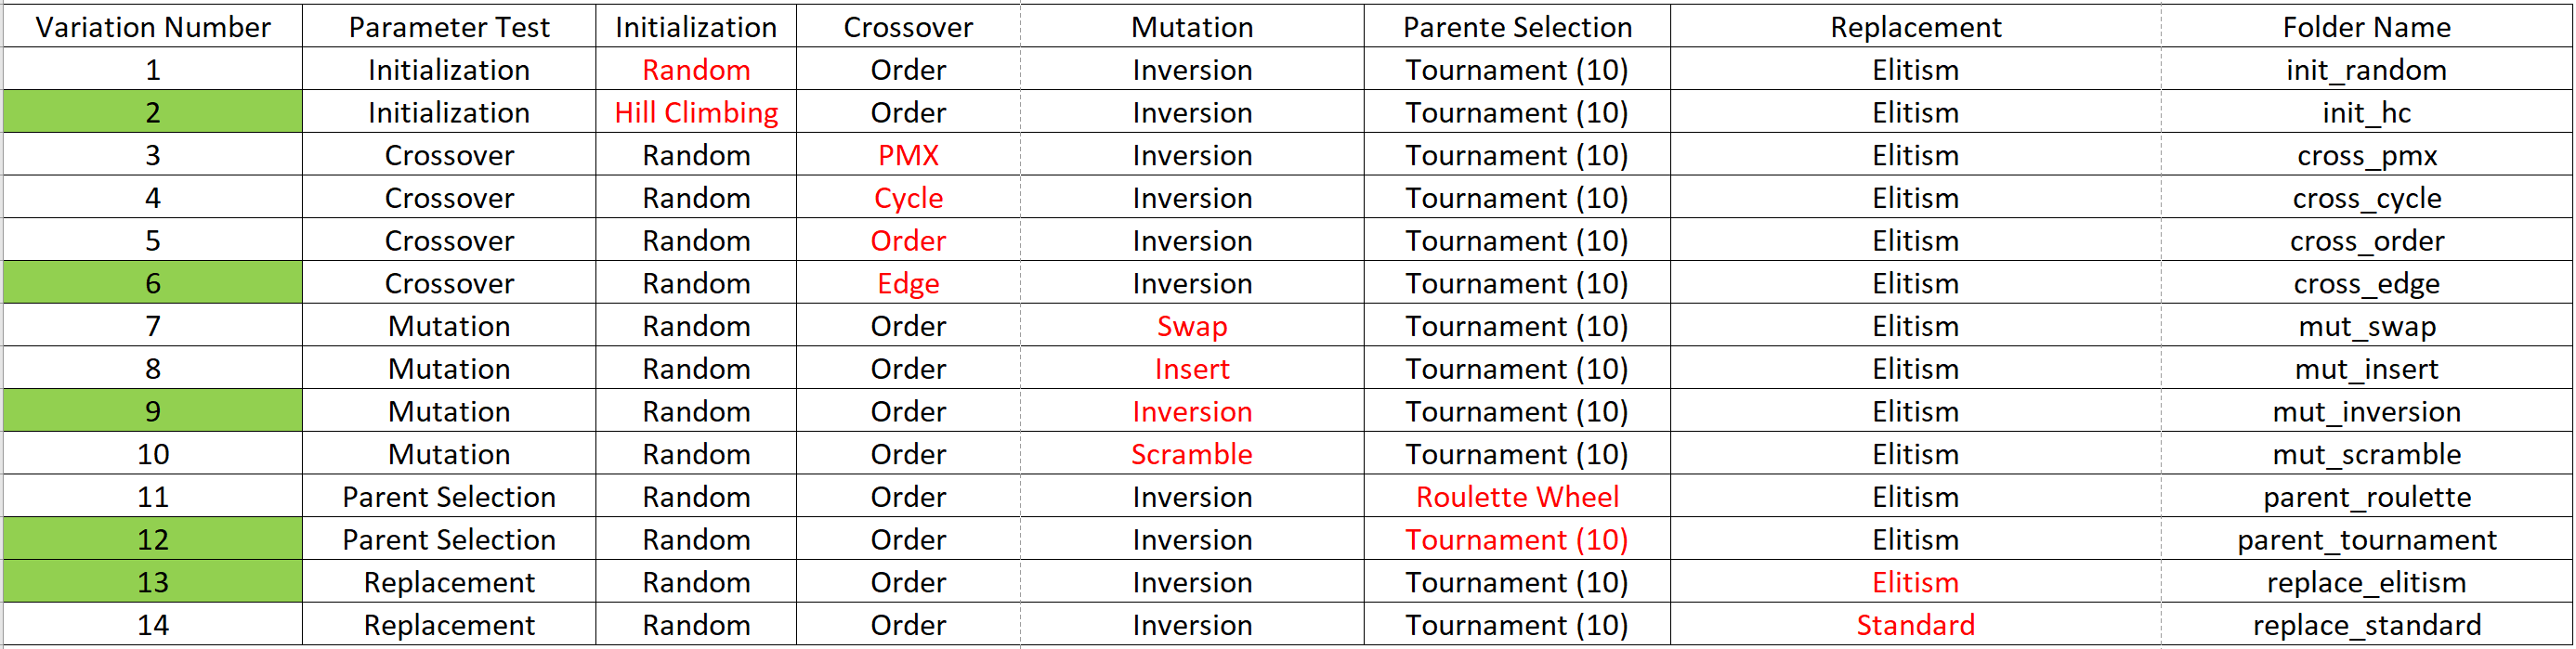 Variation Number Parameter Test Initialization Crossover Mutation Parente Selection Replacement Folder Name
1 Initialization Random Order Inversion Tournament (10) Elitism init_random
2 Initialization Hill Climbing Order Inversion Tournament (10) Elitism init_hc
3 Crossover Random PMX Inversion Tournament (10) Elitism cross_pmx
4 Crossover Random Cycle Inversion Tournament (10) Elitism cross_cycle
5 Crossover Random Order Inversion Tournament (10) Elitism cross_order
6 Crossover Random Edge Inversion Tournament (10) Elitism cross_edge
7 Mutation Random Order Swap Tournament (10) Elitism mut_swap
8 Mutation Random Order Insert Tournament (10) Elitism mut_insert
9 Mutation Random Order Inversion Tournament (10) Elitism mut_inversion
10 Mutation Random Order Scramble Tournament (10) Elitism mut_scramble
11 Parent Selection Random Order Inversion Roulette Wheel Elitism parent_roulette
12 Parent Selection Random Order Inversion Tournament (10) Elitism parent_tournament
13 Replacement Random Order Inversion Tournament (10) Elitism replace_elitism
14 Replacement Random Order Inversion Tournament (10) Standard replace_standard